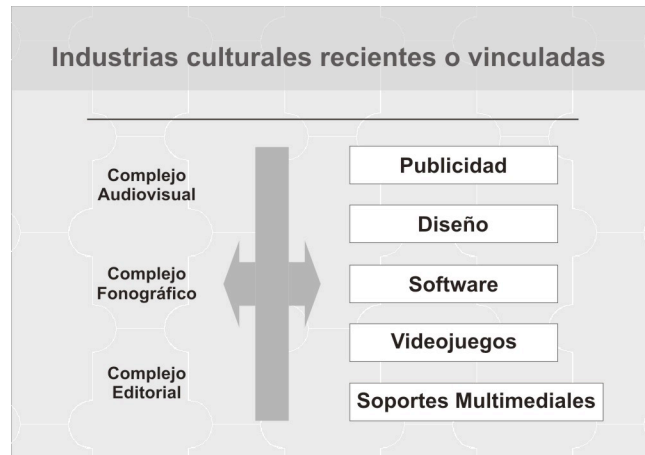 Industrias culturales recientes o vinculadas
Complejo
Audiovisual
Complejo
Fonográfico
Complejo
Editorial
Publicidad
Diseño
Software
Videojuegos
Soportes Multimediales